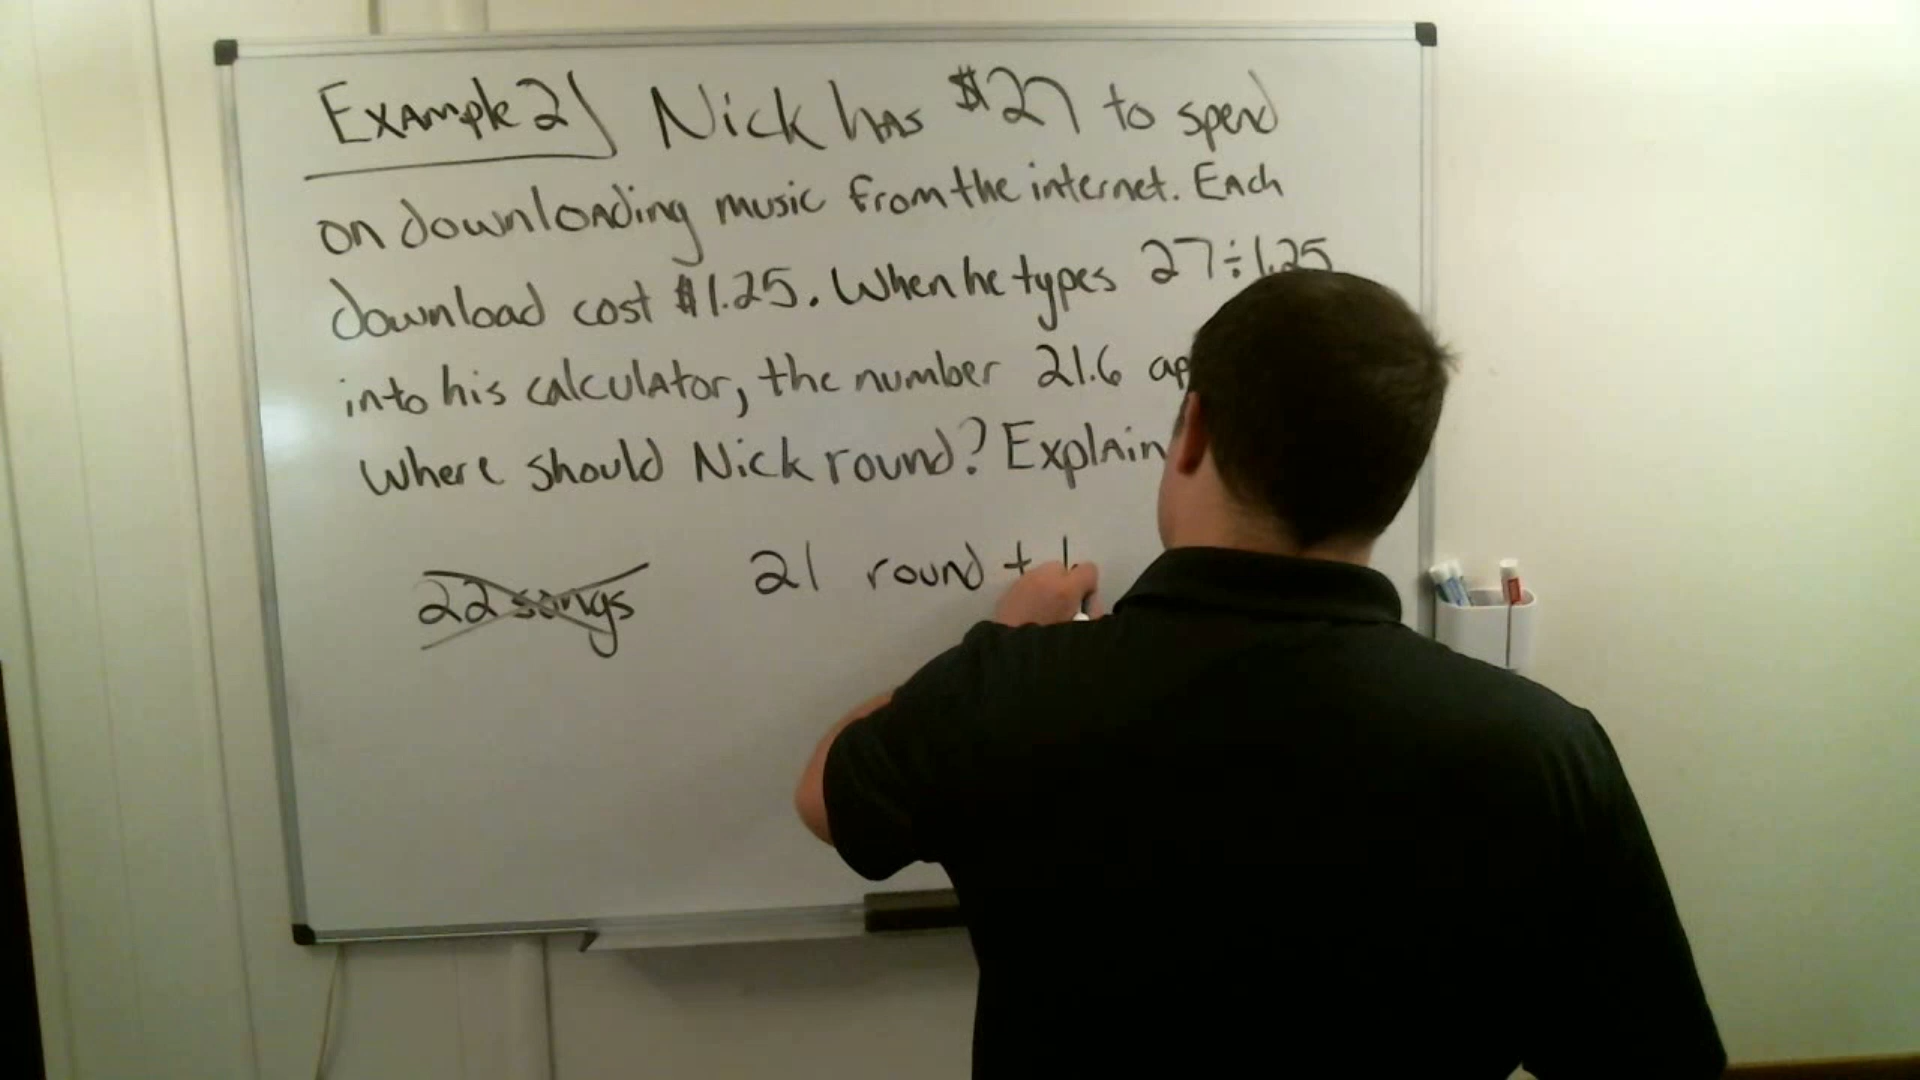 Example 2) Nick has $27 to spend
on downloading music from the internet. Each
download cost $1.25. When he types 27÷1.25
into his calculator, the number 21.6
Where should Nick round? Explain
22 songs 21 round